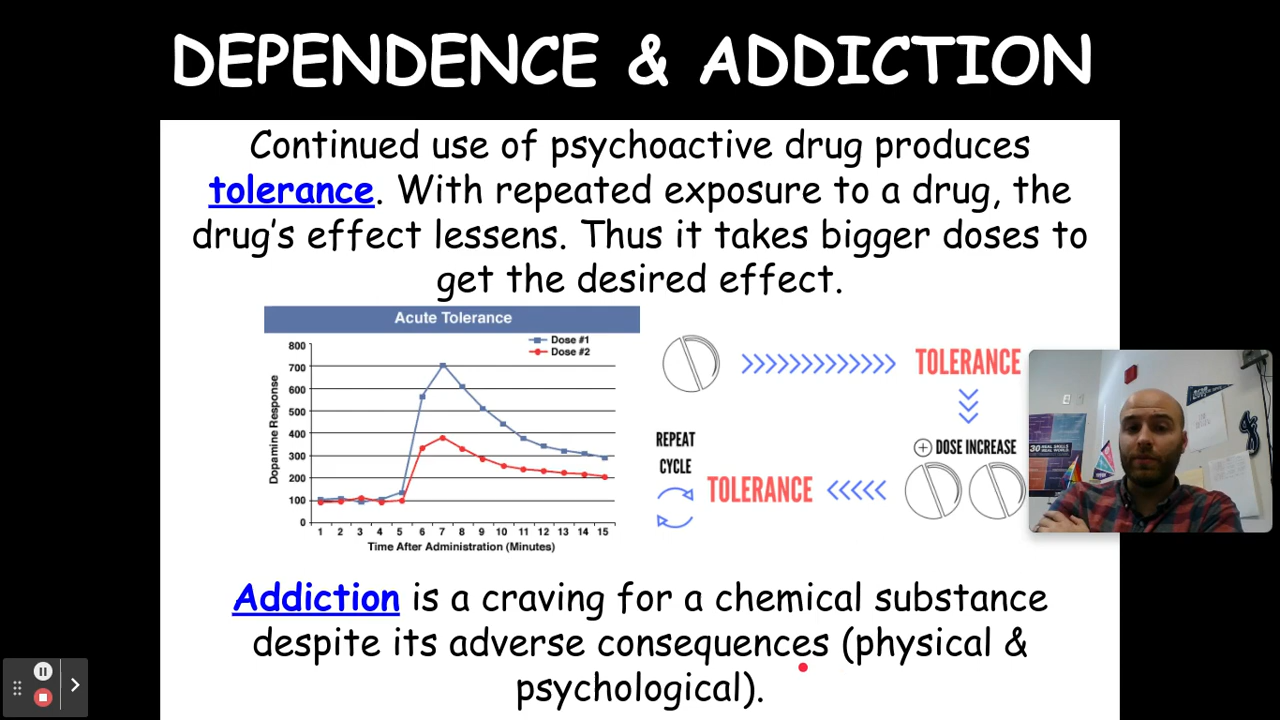 DEPENDENCE & ADDICTION
Continued use of psychoactive drug produces
tolerance. With repeated exposure to a drug, the
drug's effect lessens. Thus it takes bigger doses to
get the desired effect.
Acute Tolerance
Dose #1
Dose #2
Dopamine Response
800
700
600
500
400
300
200
100
0
1 2 3 4 5 6 7 8 9 10 11 12 13 14 15
Time After Administration (Minutes)
TOLERANCE
DOSE INCREASE
TOLERANCE
REPEAT
CYCLE
Addiction is a craving for a chemical substance
despite its adverse consequences (physical &
psychological).